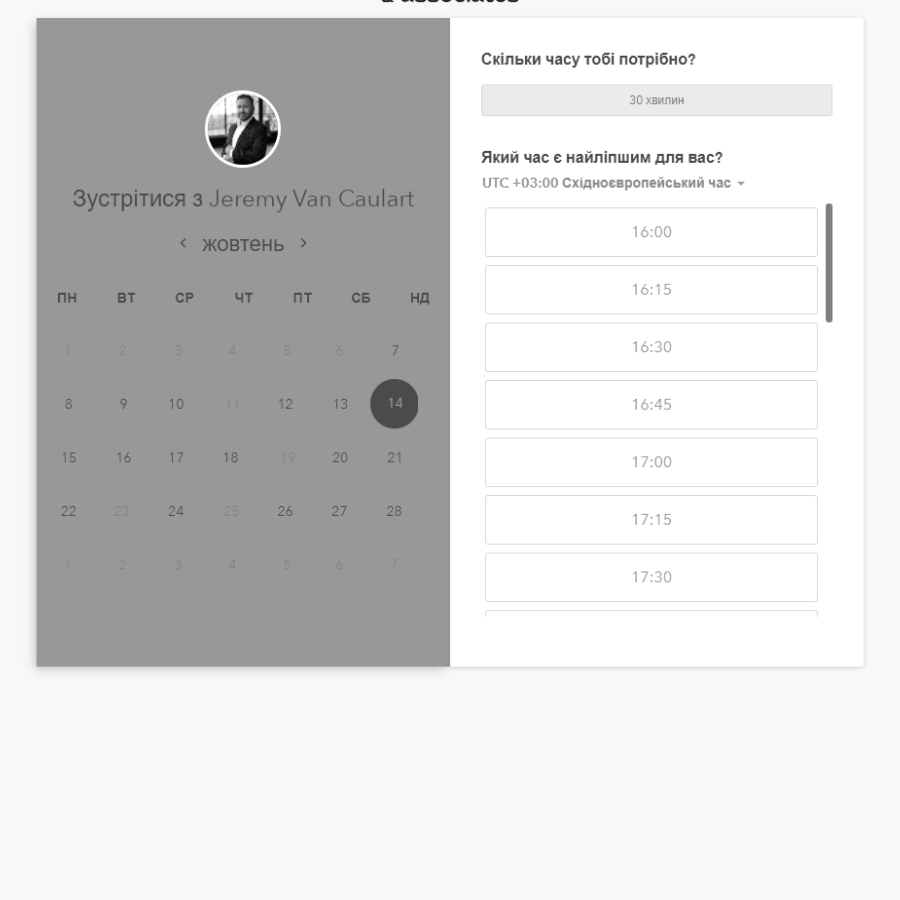 & associates
Зустрітися з Jeremy Van Caulart
жовтень
ПН ВТ СР ЧТ ПТ СБ НД
1 2 3 4 5 6 7
8 9 10 11 12 13 14
15 16 17 18 19 20 21
22 23 24 25 26 27 28
1 2 3 4 5 6 7
Скільки часу тобі потрібно?
30 хвилин
Який час є найліпшим для вас?
UTC +03:00 Східноєвропейський час
16:00
16:15
16:30
16:45
17:00
17:15
17:30